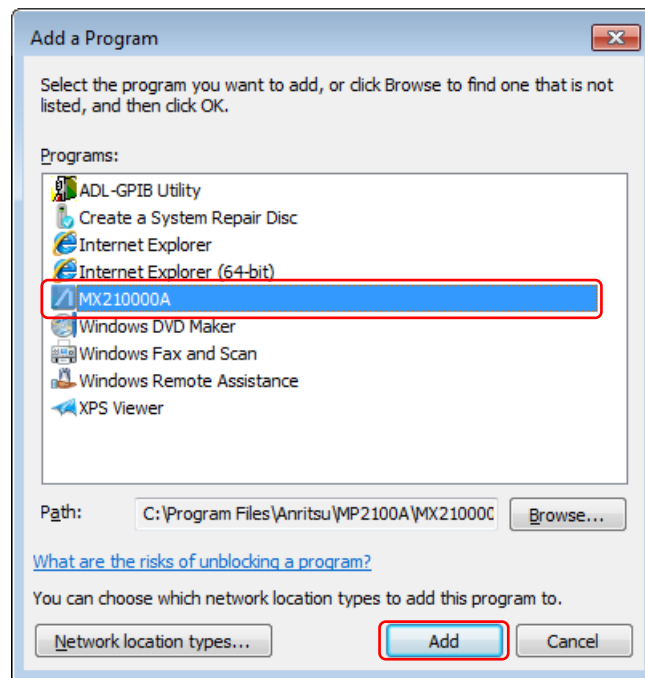 Add a Program
Select the program you want to add, or click Browse to find one that is not
listed, and then click OK.
Programs:
ADL-GPIB Utility
Create a System Repair Disc
Internet Explorer
Internet Explorer (64-bit)
MX210000A
Windows DVD Maker
Windows Fax and Scan
Windows Remote Assistance
XPS Viewer
Path: C:\Program Files\Anritsu\MP2100A\MX21000C Browse...
What are the risks of unblocking a program?
You can choose which network location types to add this program to.
Network location types... Add Cancel